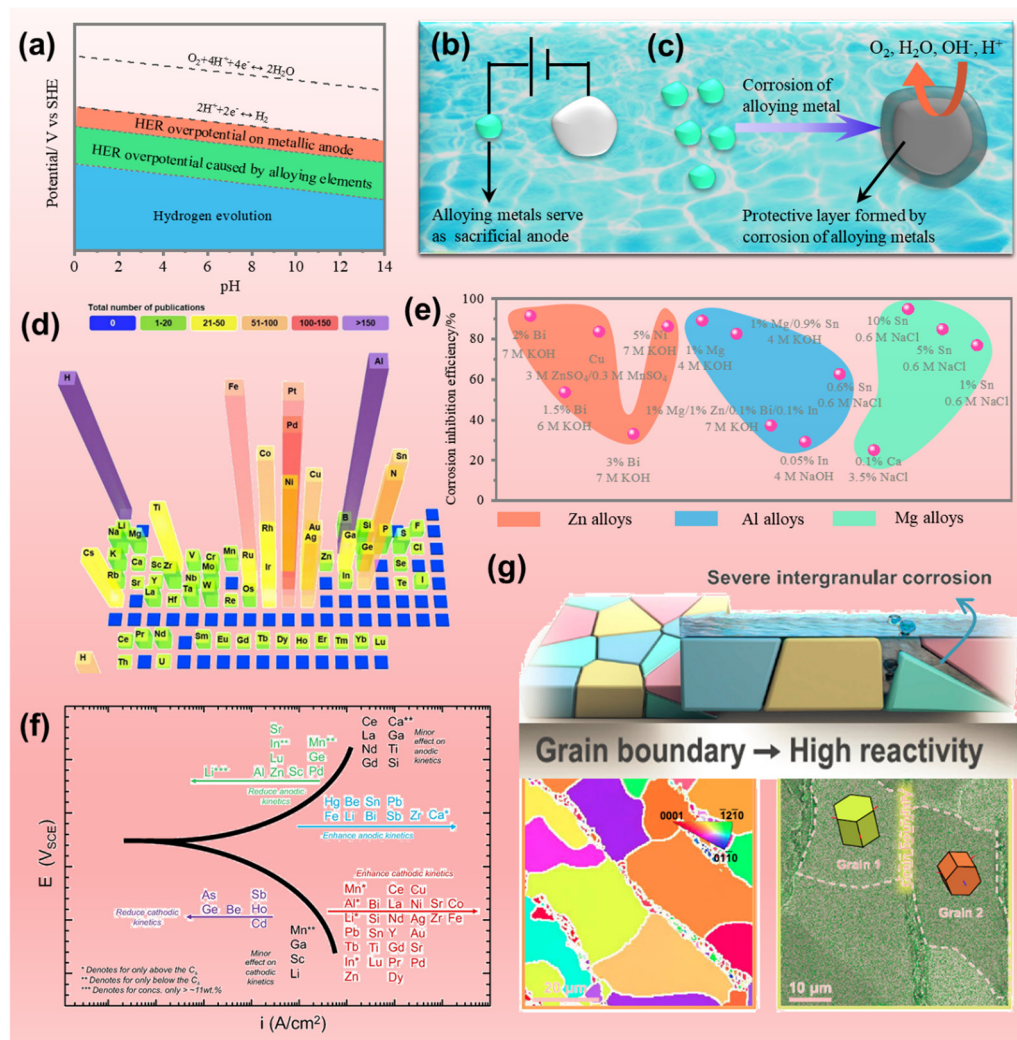 (a)
Potential/ V vs SHE
O₂+4H⁺+4e⁻↔2H₂O
2H⁺+2e⁻↔H₂
HER overpotential on metallic anode
HER overpotential caused by alloying elements
Hydrogen evolution
0 2 4 6 8 10 12 14
pH
(b)
Alloying metals serve
as sacrificial anode
(c)
O₂, H₂O, OH⁻, H⁺
Corrosion of
alloying metal
Protective layer formed by
corrosion of alloying metals
(d)
Total number of publications
0 1-20 21-50 51-100 100-150 >150
H Fe Pt Al
Pd
Co Sn
Ni Cu N
Ti
Li B Si F
Na Mg Rh Au Ga P S
Cs K Ca Sc Zr V Cr Mn Ru Ag Zn Ge Cl
Rb Sr Y Nb Mo Ir In Se
La Hf Ta W Re Os Te I
Ce Pr Nd Sm Eu Gd Tb Dy Ho Er Tm Yb Lu
H Th U
(e)
Corrosion inhibition efficiency/%
100
80
60
40
20
0
2% Bi
7 M KOH
Cu
3 M ZnSO₄/0.3 M MnSO₄
5% Ni
7 M KOH
1.5% Bi
6 M KOH
3% Bi
7 M KOH
1% Mg
4 M KOH
1% Mg/0.9% Sn
4 M KOH
0.6% Sn
0.6 M NaCl
1% Mg/1% Zn/0.1% Bi/0.1% In
7 M KOH
0.05% In
4 M NaOH
10% Sn
0.6 M NaCl
5% Sn
0.6 M NaCl
1% Sn
0.6 M NaCl
0.1% Ca
3.5% NaCl
Zn alloys
Al alloys
Mg alloys
(f)
E (V_SCE)
Sr
In** Mn**
Lu Ge
Li*** Al Zn Sc Pd
Reduce anodic
kinetics
Ce Ca**
La Ga
Nd Ti
Gd Si
Minor
effect on
anodic
kinetics
Hg Be Sn Pb
Fe Li Bi Sb Zr Ca*
Enhance anodic kinetics
Enhance cathodic kinetics
Mn* Ce Cu
Al* Bi La Ni Sr Co
Li* Si Nd Ag Zr Fe
Pb Sn Y Au
Tb Ti Gd Sr
In* Lu Pr Pd
Zn Dy
As Sb
Ge Be Ho
Cd
Reduce cathodic
kinetics
Mn**
Ga
Sc
Li
Minor
effect on
cathodic
kinetics
* Denotes for only above the Cₛ
** Denotes for only below the Cₛ
*** Denotes for concs. only > ~11wt.%
i (A/cm²)
(g)
Severe intergranular corrosion
Grain boundary → High reactivity
0001 1̄21̄0
011̄0
20 μm
Grain 1
Grain boundary
Grain 2
10 μm